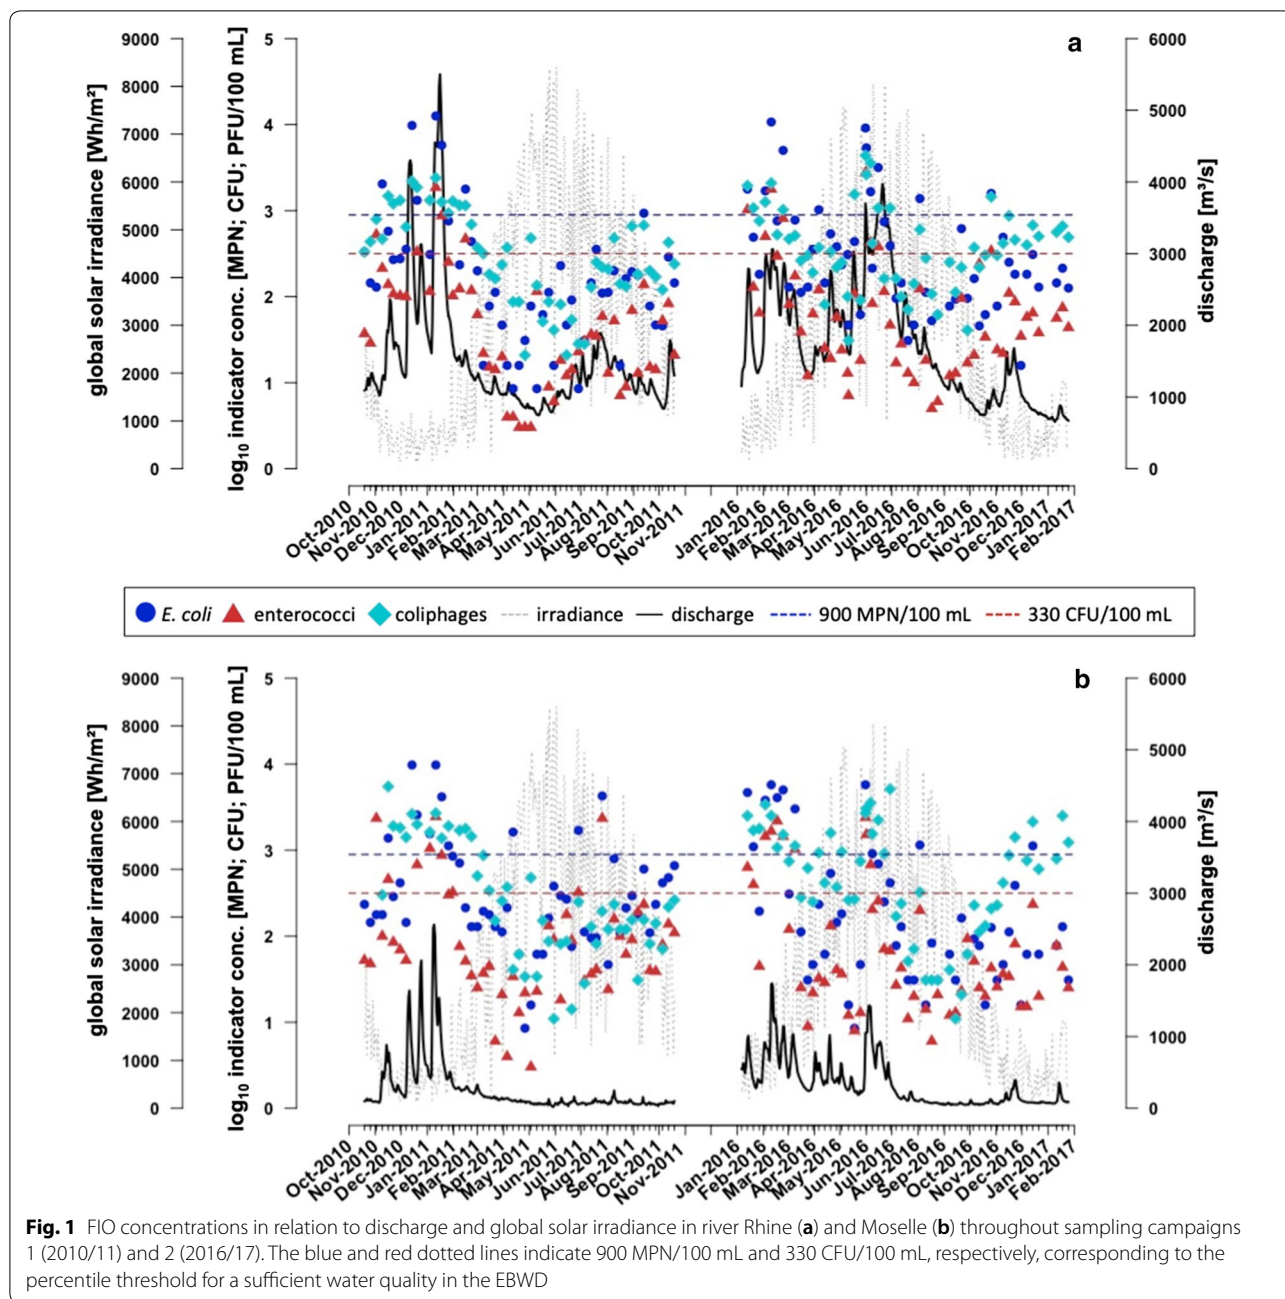 a
global solar irradiance [Wh/m²]
9000
8000
7000
6000
5000
4000
3000
2000
1000
0
log10 indicator conc. [MPN; CFU; PFU/100 mL]
5
4
3
2
1
0
6000
5000
4000
3000
2000
1000
0
discharge [m³/s]
Oct-2010
Nov-2010
Dec-2010
Jan-2011
Feb-2011
Mar-2011
Apr-2011
May-2011
Jun-2011
Jul-2011
Aug-2011
Sep-2011
Oct-2011
Nov-2011
Jan-2016
Feb-2016
Mar-2016
Apr-2016
May-2016
Jun-2016
Jul-2016
Aug-2016
Sep-2016
Oct-2016
Nov-2016
Dec-2016
Jan-2017
Feb-2017
E. coli enterococci coliphages irradiance discharge 900 MPN/100 mL 330 CFU/100 mL
b
global solar irradiance [Wh/m²]
9000
8000
7000
6000
5000
4000
3000
2000
1000
0
log10 indicator conc. [MPN; CFU; PFU/100 mL]
5
4
3
2
1
0
6000
5000
4000
3000
2000
1000
0
discharge [m³/s]
Oct-2010
Nov-2010
Dec-2010
Jan-2011
Feb-2011
Mar-2011
Apr-2011
May-2011
Jun-2011
Jul-2011
Aug-2011
Sep-2011
Oct-2011
Nov-2011
Jan-2016
Feb-2016
Mar-2016
Apr-2016
May-2016
Jun-2016
Jul-2016
Aug-2016
Sep-2016
Oct-2016
Nov-2016
Dec-2016
Jan-2017
Feb-2017
Fig. 1 FIO concentrations in relation to discharge and global solar irradiance in river Rhine (a) and Moselle (b) throughout sampling campaigns
1 (2010/11) and 2 (2016/17). The blue and red dotted lines indicate 900 MPN/100 mL and 330 CFU/100 mL, respectively, corresponding to the
percentile threshold for a sufficient water quality in the EBWD